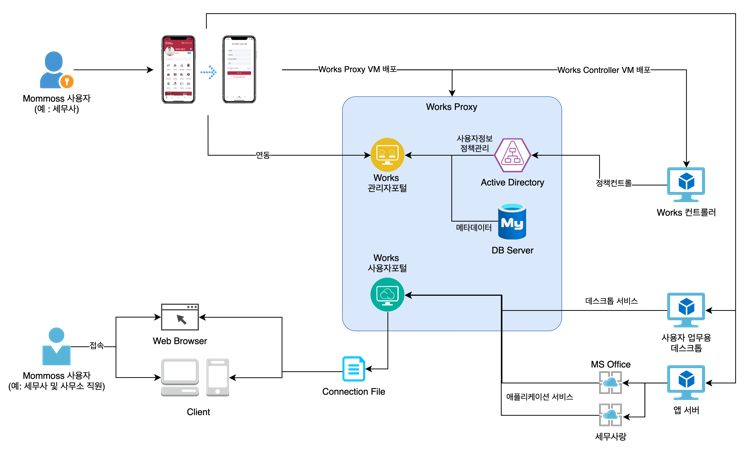 Works Proxy VM 배포
Works Controller VM 배포
Mommoss 사용자
(예 : 세무사)
Works Proxy
연동
Works
관리자포털
사용자정보
정책관리
Active Directory
정책컨트롤
Works 컨트롤러
메타데이터
My
DB Server
Works
사용자포털
데스크톱 서비스
사용자 업무용
데스크톱
접속
Web Browser
Mommoss 사용자
(예: 세무사 및 사무소 직원)
Client
Connection File
MS Office
애플리케이션 서비스
세무사랑
앱 서버